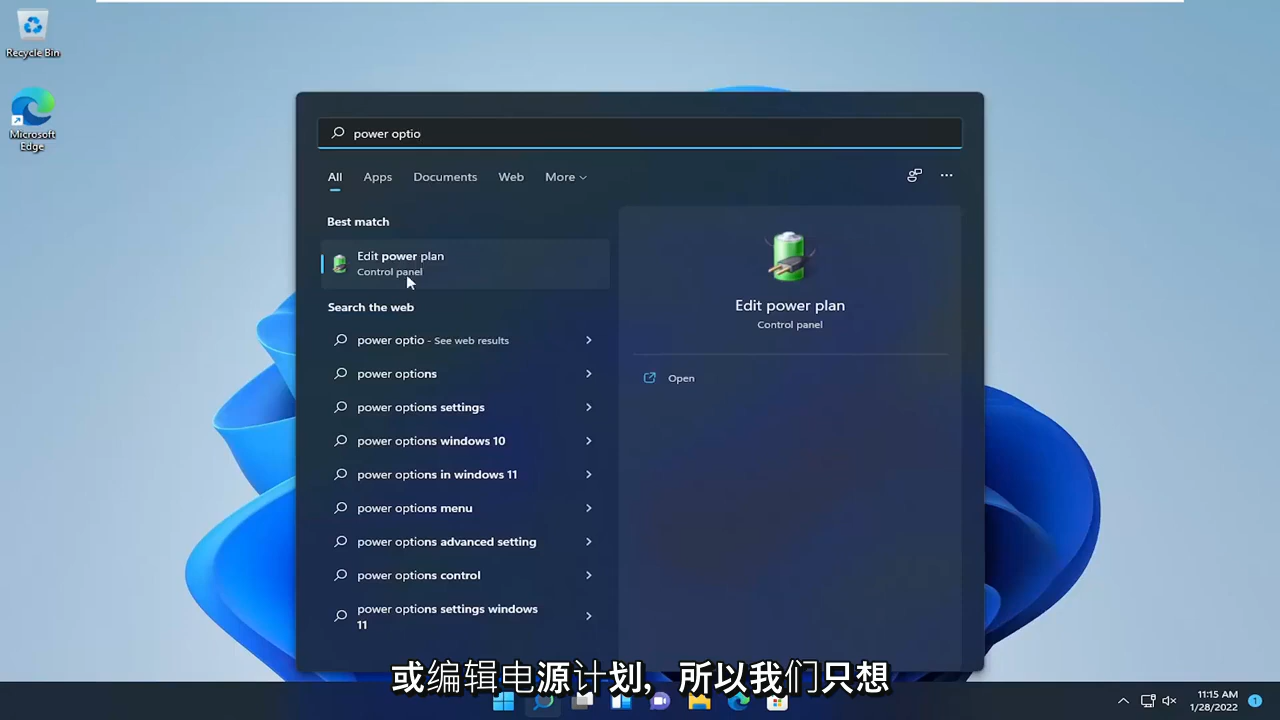 Recycle Bin
Microsoft
Edge
power optio
All Apps Documents Web More
Best match
Edit power plan
Control panel
Search the web
power optio - See web results
power options
power options settings
power options windows 10
power options in windows 11
power options menu
power options advanced setting
power options control
power options settings windows
11
Edit power plan
Control panel
Open
或编辑电源计划，所以我们只想
11:15 AM
1/28/2022
1